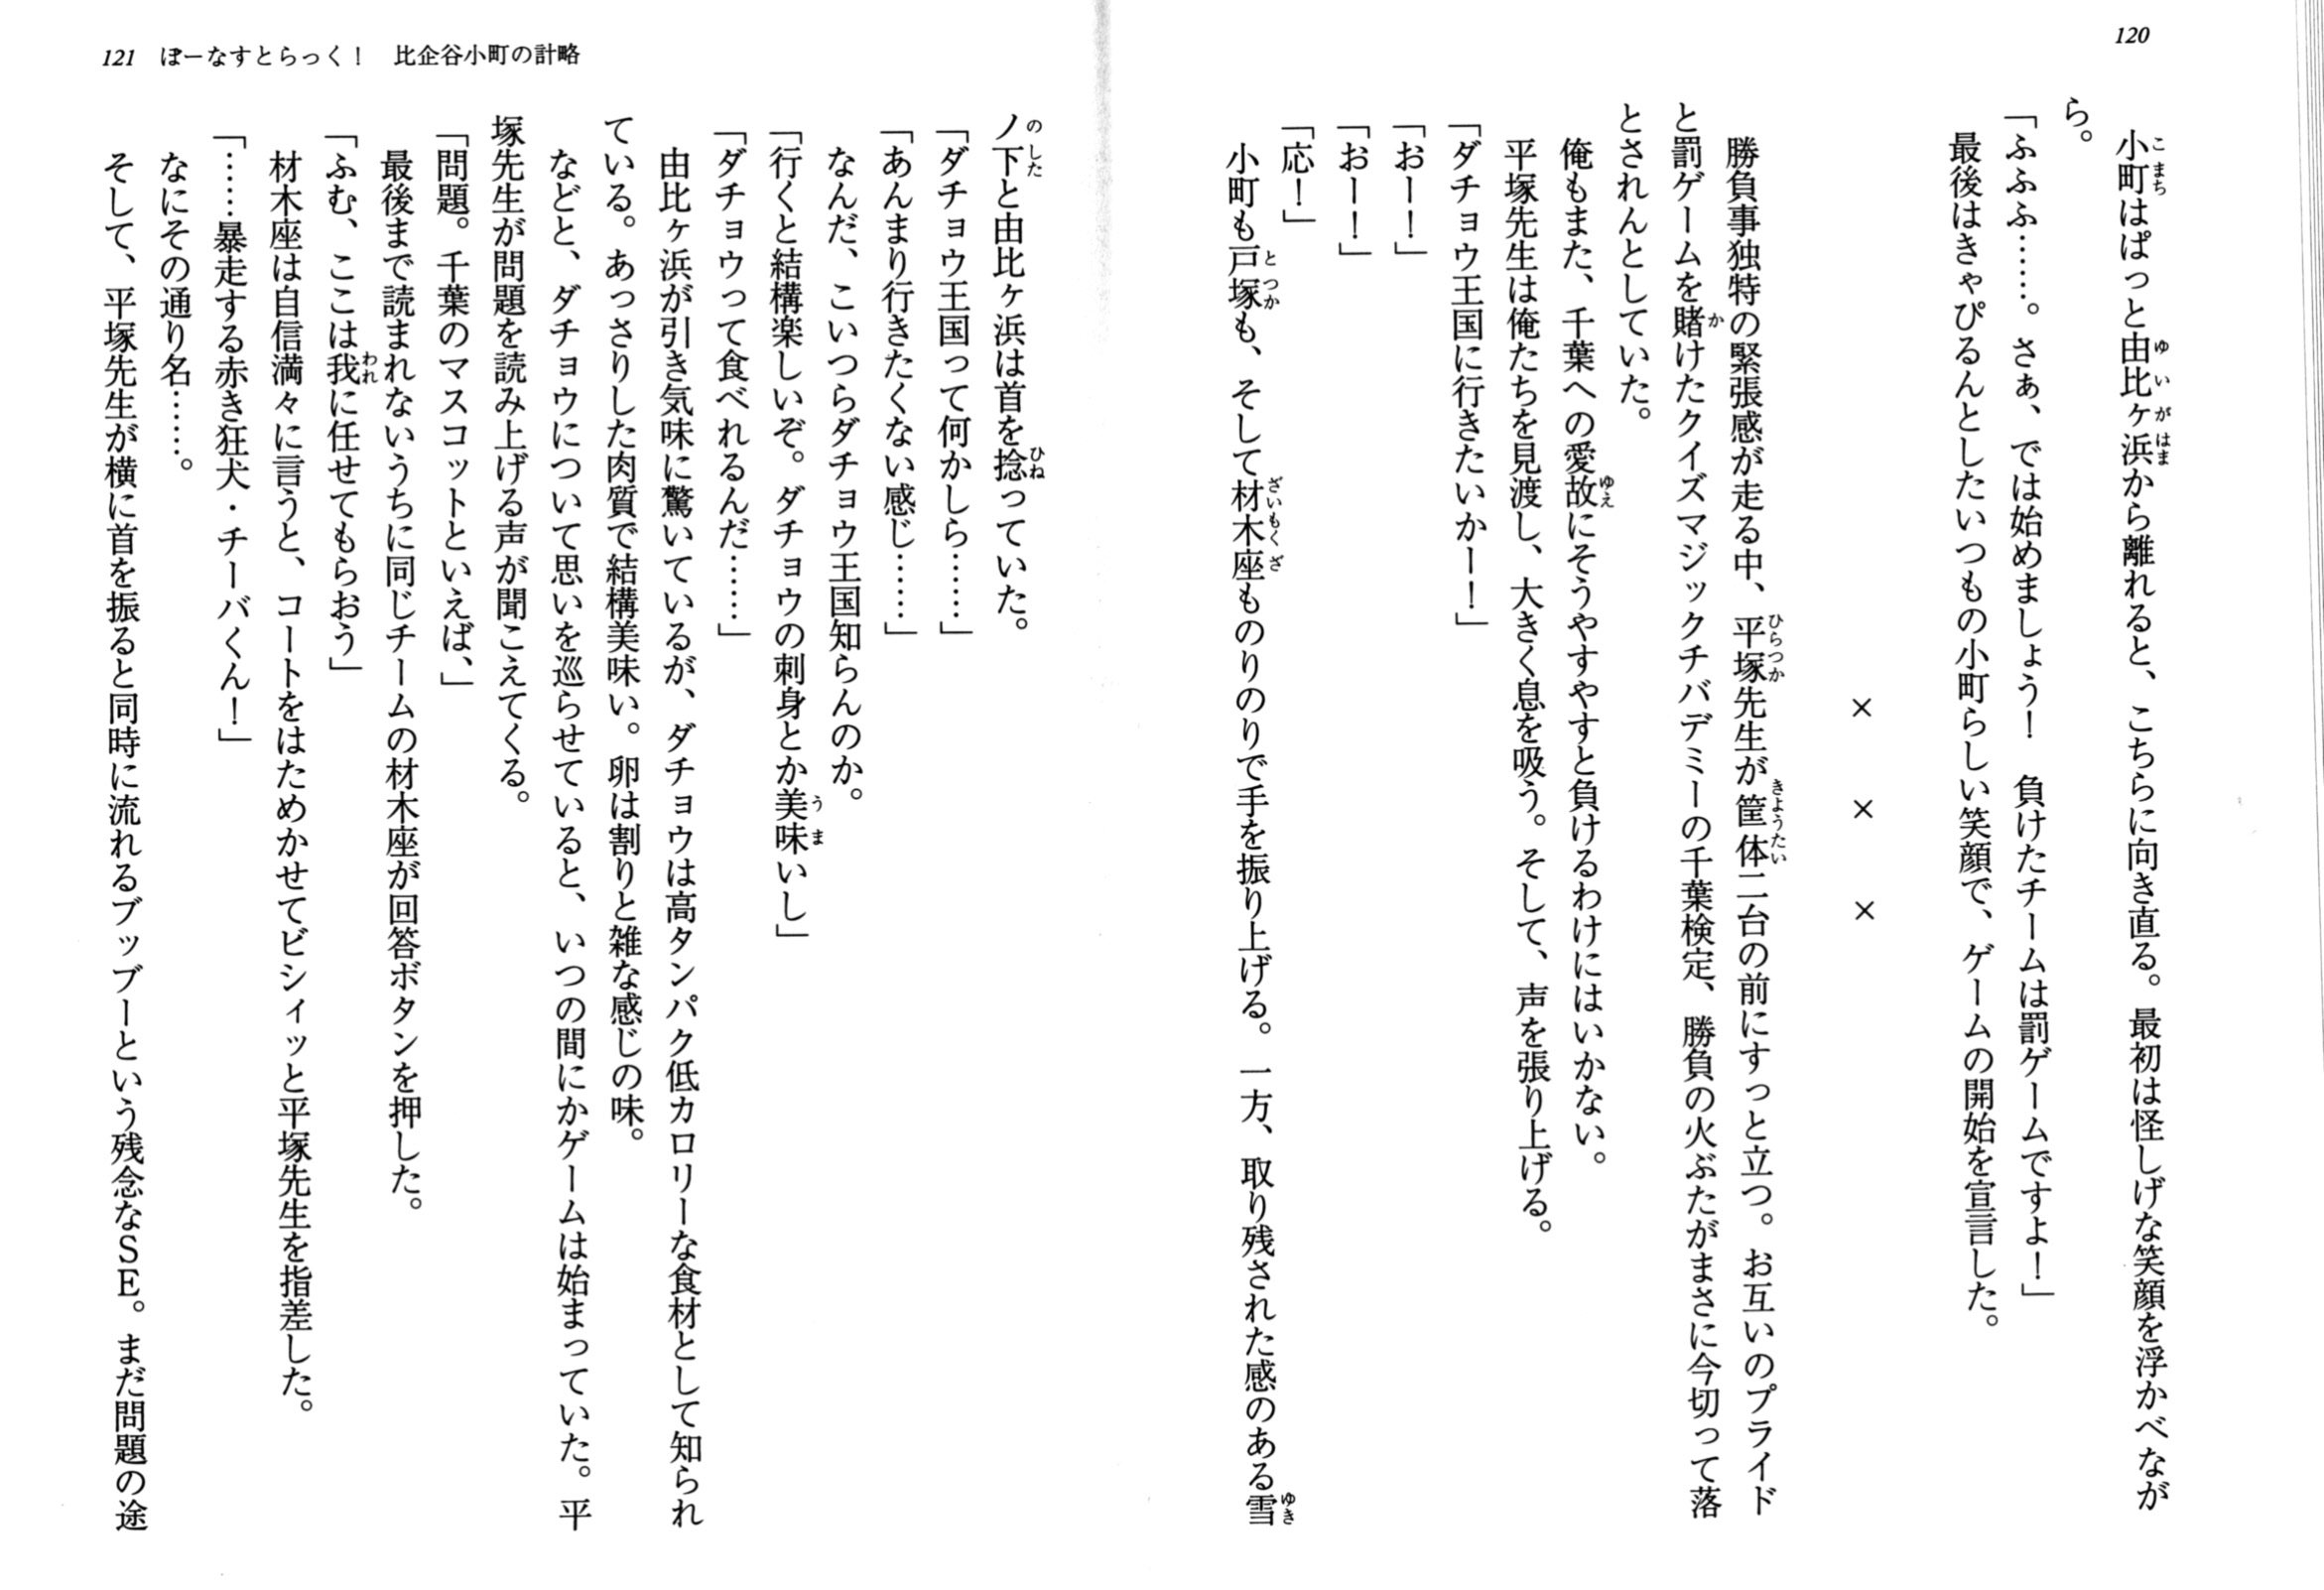 120
小町はぱっと由比ヶ浜から離れると、こちらに向き直る。最初は怪しげな笑顔を浮かべなが
ら。
「ふふふ……。さぁ、では始めましょう！　負けたチームは罰ゲームですよ！」
最後はきゃぴるんとしたいつもの小町らしい笑顔で、ゲームの開始を宣言した。
×　×　×
勝負事独特の緊張感が走る中、平塚先生が筐体二台の前にすっと立つ。お互いのプライド
と罰ゲームを賭けたクイズマジックチバデミーの千葉検定、勝負の火ぶたがまさに今切って落
とされんとしていた。
俺もまた、千葉への愛故にそうやすやすと負けるわけにはいかない。
平塚先生は俺たちを見渡し、大きく息を吸う。そして、声を張り上げる。
「ダチョウ王国に行きたいかー！」
「おー！」
「おー！」
「応！」
小町も戸塚も、そして材木座ものりのりで手を振り上げる。一方、取り残された感のある雪
ノ下と由比ヶ浜は首を捻っていた。
「ダチョウ王国って何かしら……」
「あんまり行きたくない感じ……」
なんだ、こいつらダチョウ王国知らんのか。
「行くと結構楽しいぞ。ダチョウの刺身とか美味いし」
「ダチョウって食べれるんだ……」
由比ヶ浜が引き気味に驚いているが、ダチョウは高タンパク低カロリーな食材として知られ
ている。あっさりした肉質で結構美味い。卵は割りと雑な感じの味。
などと、ダチョウについて思いを巡らせていると、いつの間にかゲームは始まっていた。平
塚先生が問題を読み上げる声が聞こえてくる。
「問題。千葉のマスコットといえば、」
最後まで読まれないうちに同じチームの材木座が回答ボタンを押した。
「ふむ、ここは我に任せてもらおう」
材木座は自信満々に言うと、コートをはためかせてビシィッと平塚先生を指差した。
「……暴走する赤き狂犬・チーバくん！」
なにその通り名……。
そして、平塚先生が横に首を振ると同時に流れるブッブーという残念なSE。まだ問題の途
121　ぼーなすとらっく！　比企谷小町の計略